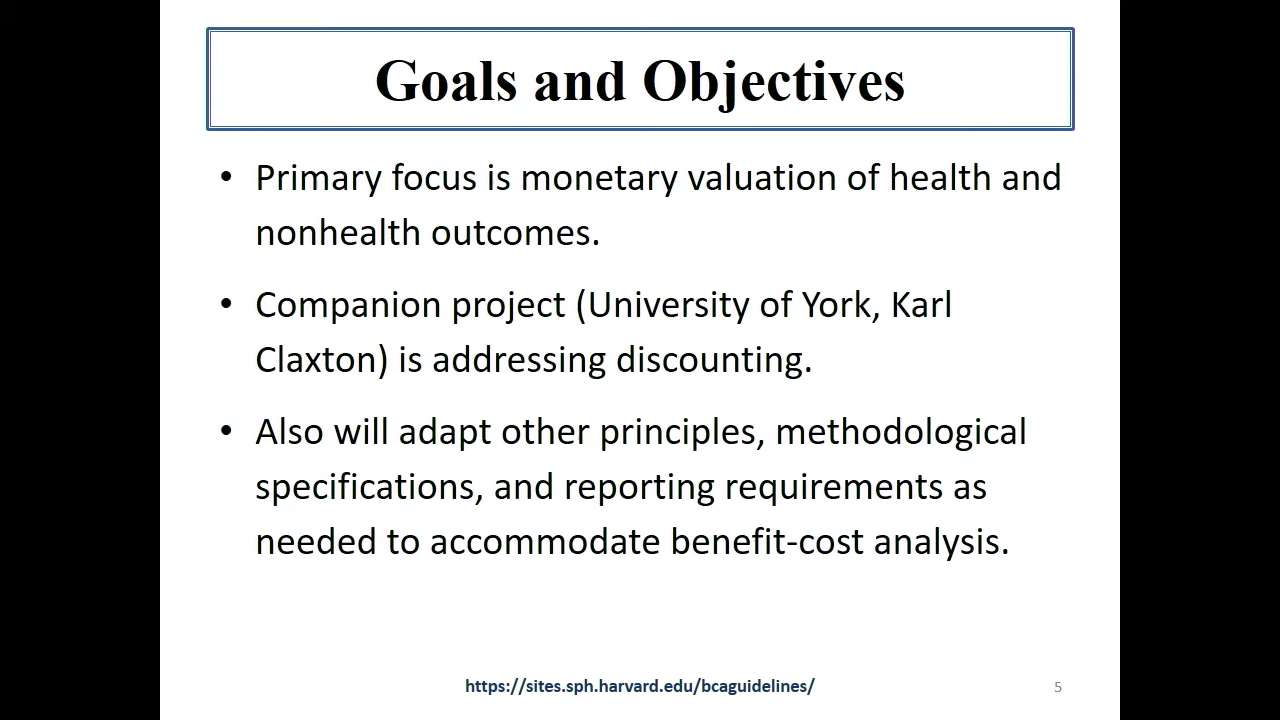 Goals and Objectives
• Primary focus is monetary valuation of health and
nonhealth outcomes.
• Companion project (University of York, Karl
Claxton) is addressing discounting.
• Also will adapt other principles, methodological
specifications, and reporting requirements as
needed to accommodate benefit-cost analysis.
https://sites.sph.harvard.edu/bcaguidelines/
5